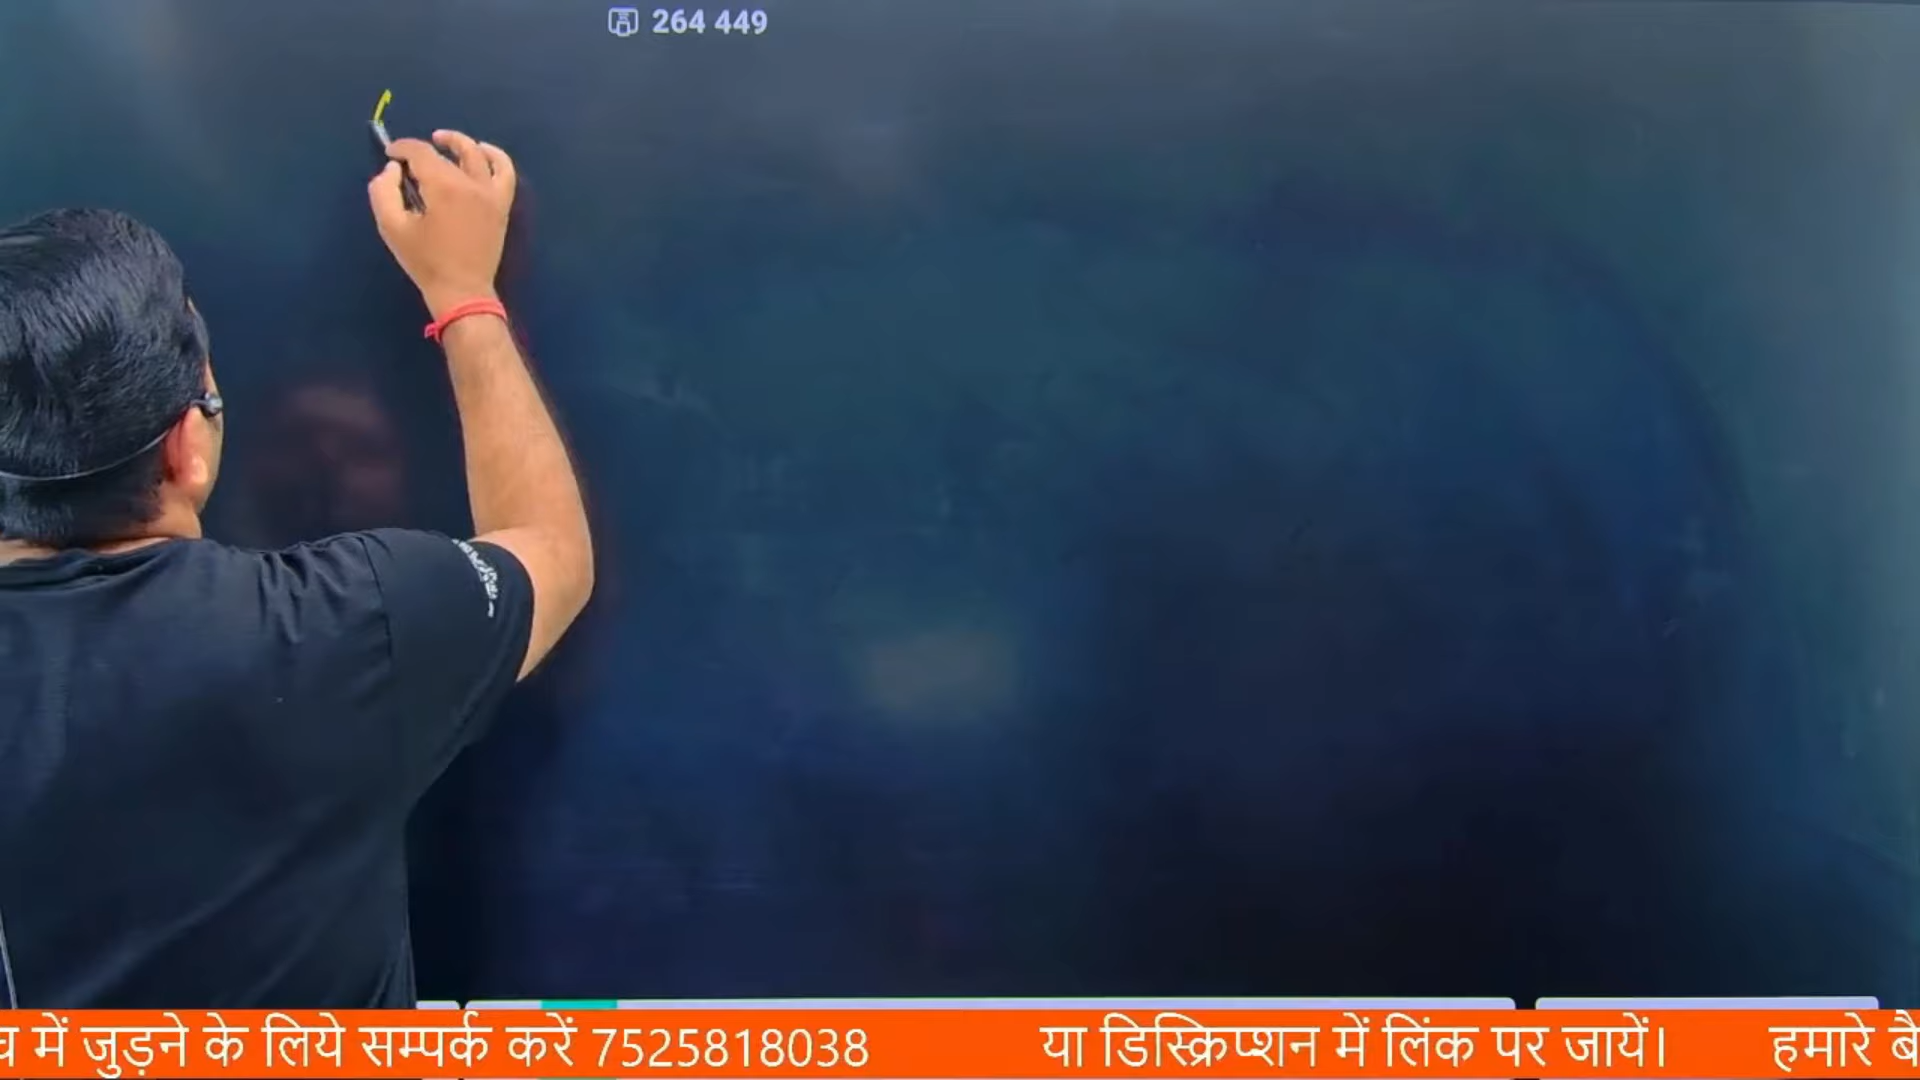 264 449
में जुड़ने के लिये सम्पर्क करें 7525818038 या डिस्क्रिप्शन में लिंक पर जायें। हमारे